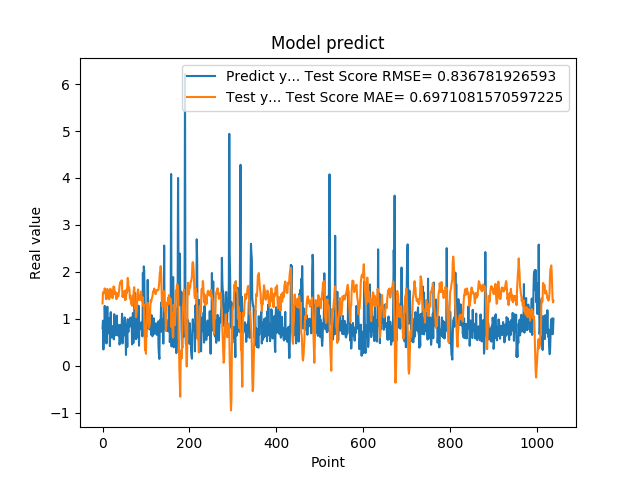 Model predict
Predict y... Test Score RMSE= 0.836781926593
Test y... Test Score MAE= 0.6971081570597225
Real value
6
5
4
3
2
1
0
−1
0 200 400 600 800 1000
Point